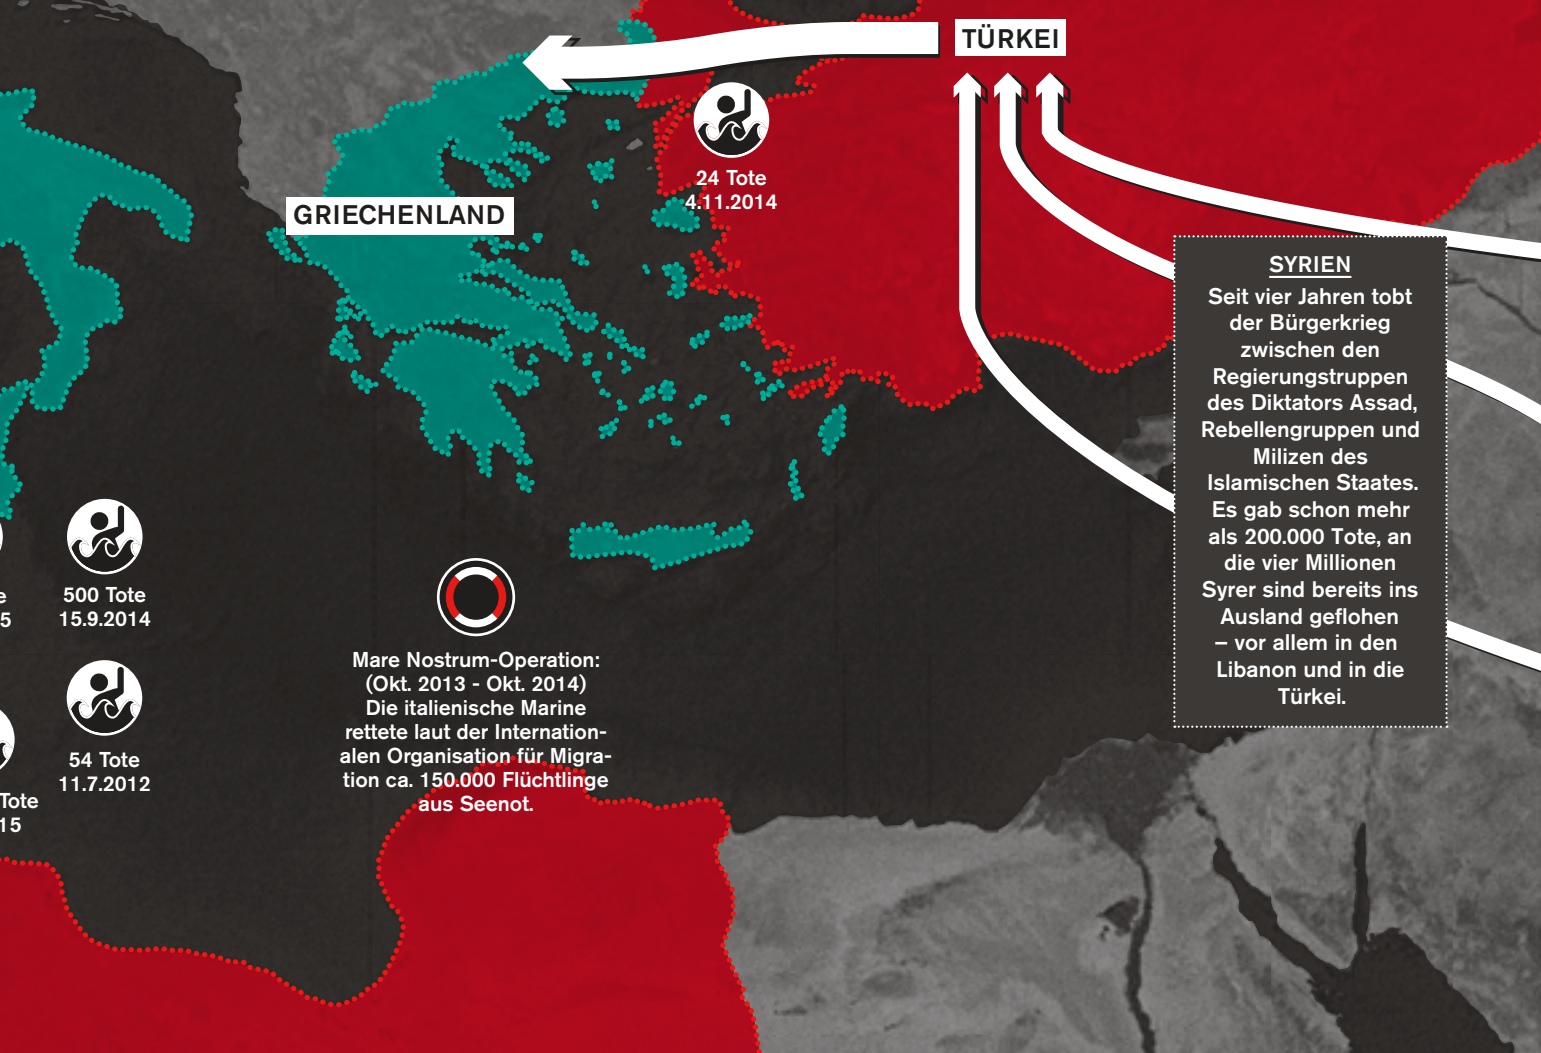 TÜRKEI
24 Tote
4.11.2014
GRIECHENLAND
SYRIEN
Seit vier Jahren tobt
der Bürgerkrieg
zwischen den
Regierungstruppen
des Diktators Assad,
Rebellengruppen und
Milizen des
Islamischen Staates.
Es gab schon mehr
als 200.000 Tote, an
die vier Millionen
Syrer sind bereits ins
Ausland geflohen
– vor allem in den
Libanon und in die
Türkei.
e
5
500 Tote
15.9.2014
Mare Nostrum-Operation:
(Okt. 2013 - Okt. 2014)
Die italienische Marine
rettete laut der Internation-
alen Organisation für Migra-
tion ca. 150.000 Flüchtlinge
aus Seenot.
54 Tote
11.7.2012
Tote
15